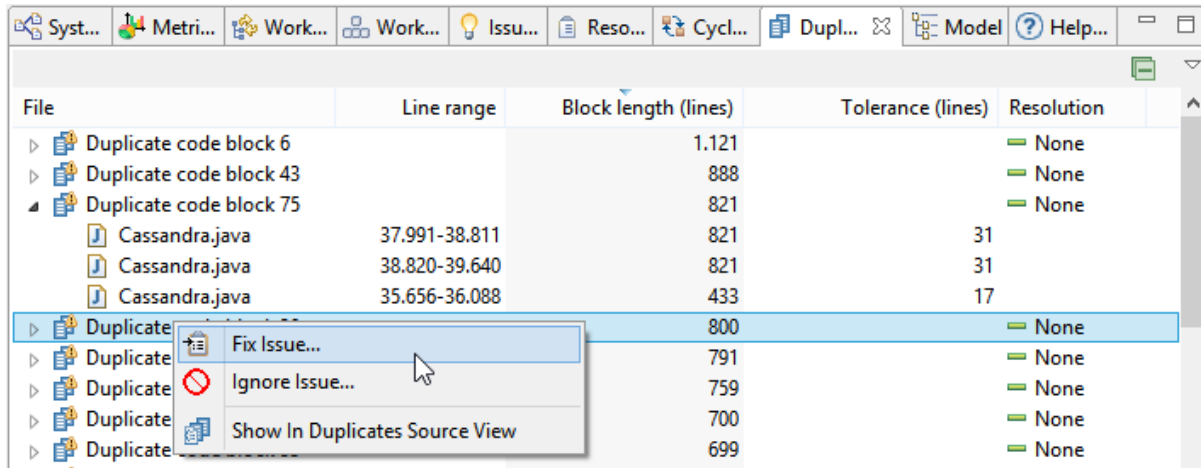 Syst... Metri... Work... Work... Issu... Reso... Cycl... Dupl... Model Help...
File Line range Block length (lines) Tolerance (lines) Resolution
Duplicate code block 6 1.121 None
Duplicate code block 43 888 None
Duplicate code block 75 821 None
Cassandra.java 37.991-38.811 821 31
Cassandra.java 38.820-39.640 821 31
Cassandra.java 35.656-36.088 433 17
Duplicate 800 None
Fix Issue...
Duplicate 791 None
Ignore Issue...
Duplicate 759 None
Duplicate 700 None
Show In Duplicates Source View
Duplicate 699 None